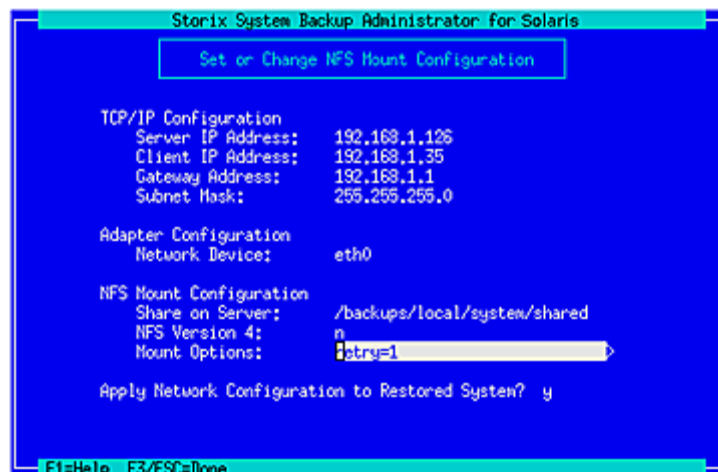 Storix System Backup Administrator for Solaris
Set or Change NFS Mount Configuration
TCP/IP Configuration
Server IP Address: 192.168.1.126
Client IP Address: 192.168.1.35
Gateway Address: 192.168.1.1
Subnet Mask: 255.255.255.0
Adapter Configuration
Network Device: eth0
NFS Mount Configuration
Share on Server: /backups/local/system/shared
NFS Version 4: n
Mount Options: retry=1
Apply Network Configuration to Restored System? y
F1=Help F3/ESC=Done